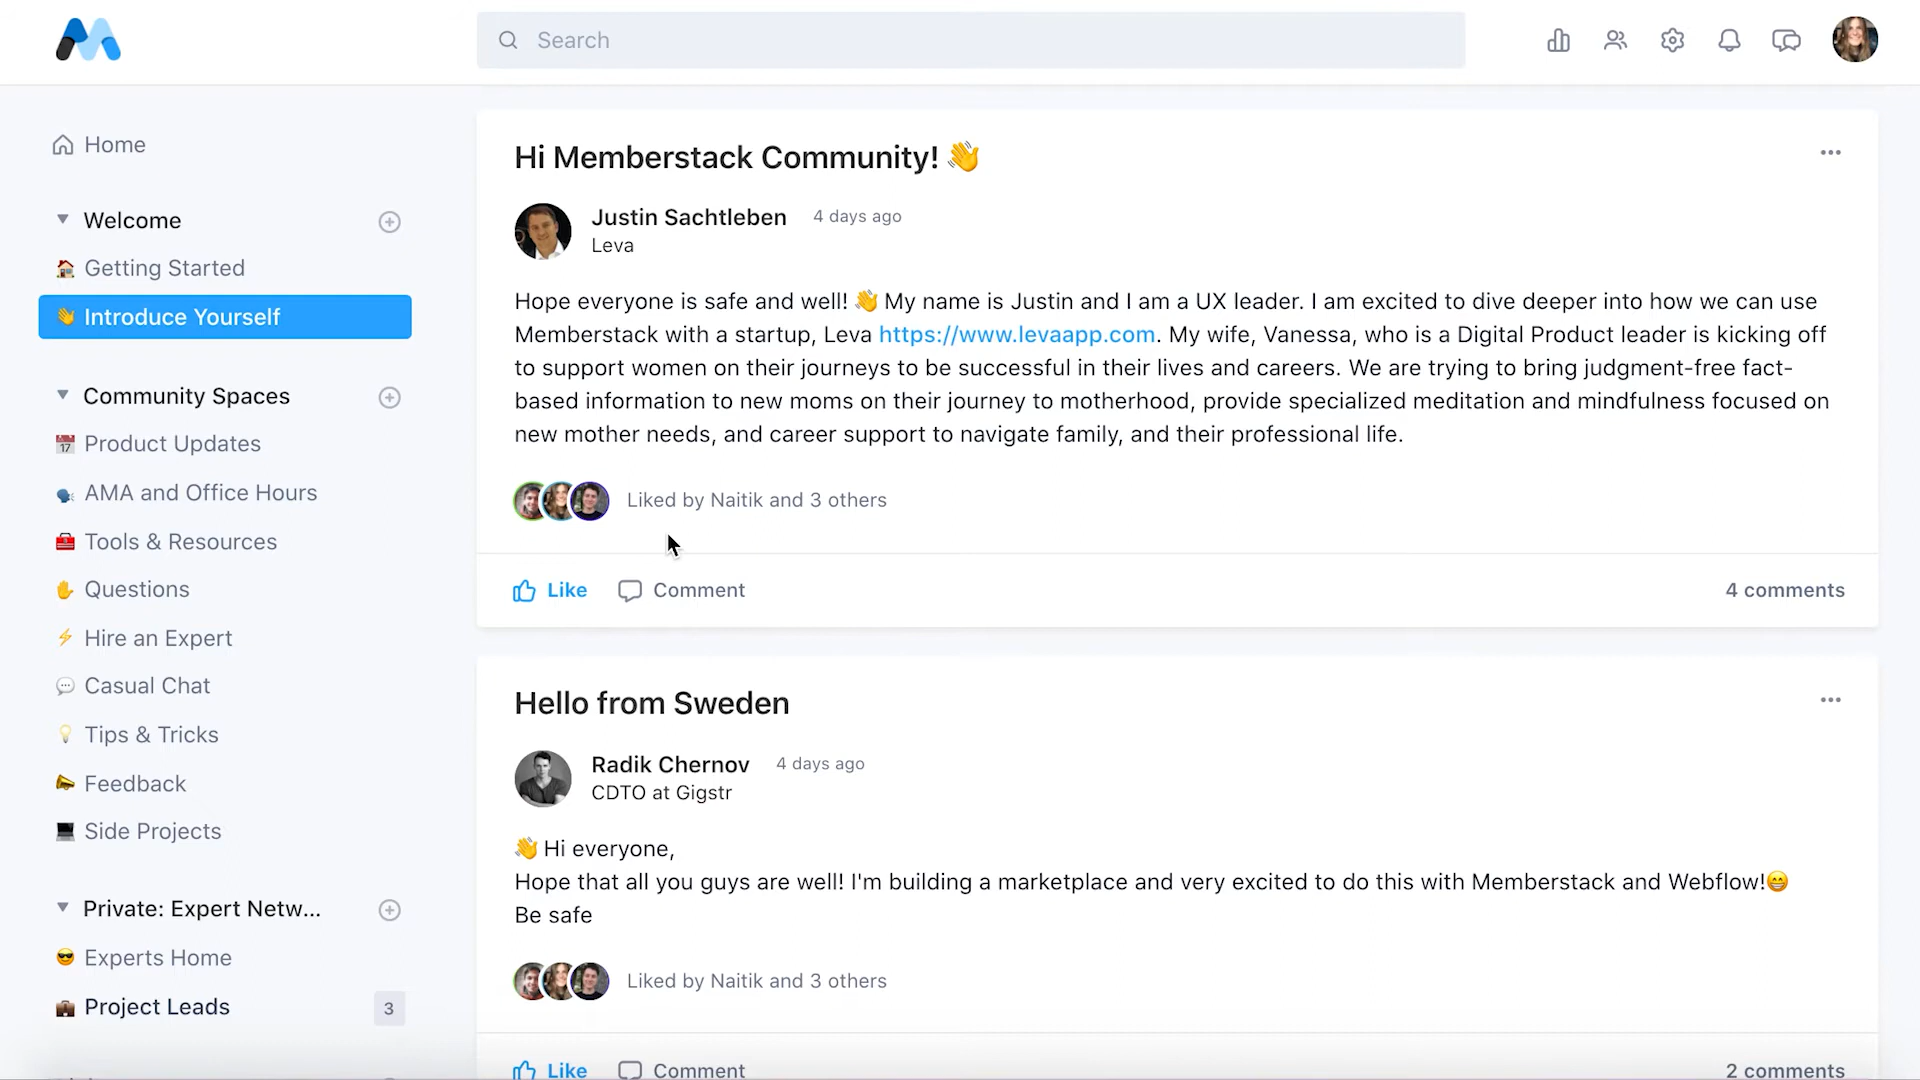 Search
Home
Welcome
Getting Started
Introduce Yourself
Community Spaces
Product Updates
AMA and Office Hours
Tools & Resources
Questions
Hire an Expert
Casual Chat
Tips & Tricks
Feedback
Side Projects
Private: Expert Netw...
Experts Home
Project Leads 3
Hi Memberstack Community! 👋
Justin Sachtleben 4 days ago
Leva
Hope everyone is safe and well! 👋 My name is Justin and I am a UX leader. I am excited to dive deeper into how we can use
Memberstack with a startup, Leva https://www.levaapp.com. My wife, Vanessa, who is a Digital Product leader is kicking off
to support women on their journeys to be successful in their lives and careers. We are trying to bring judgment-free fact-
based information to new moms on their journey to motherhood, provide specialized meditation and mindfulness focused on
new mother needs, and career support to navigate family, and their professional life.
Liked by Naitik and 3 others
Like Comment 4 comments
Hello from Sweden
Radik Chernov 4 days ago
CDTO at Gigstr
👋 Hi everyone,
Hope that all you guys are well! I'm building a marketplace and very excited to do this with Memberstack and Webflow!😁
Be safe
Liked by Naitik and 3 others
Like Comment 2 comments